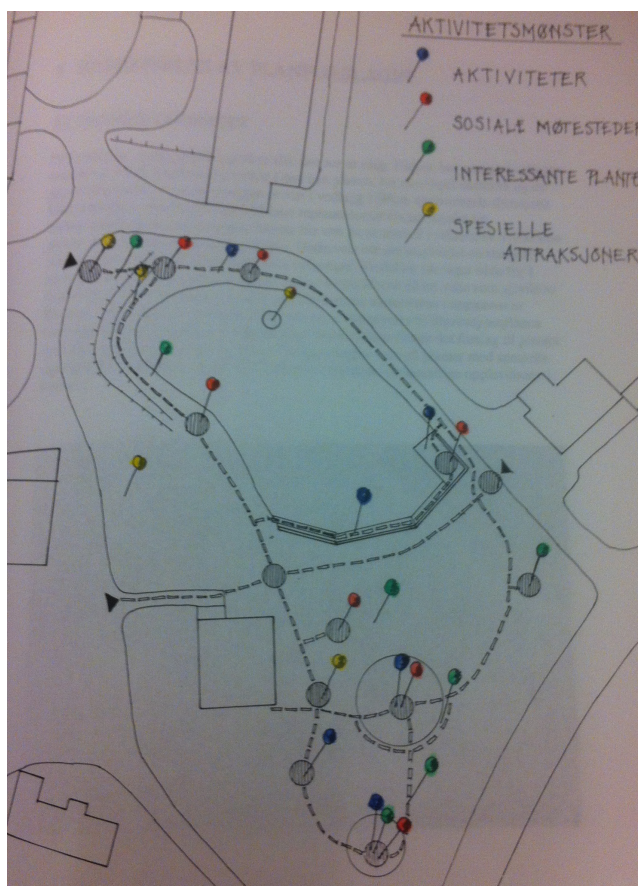 AKTIVITETSMØNSTER
AKTIVITETER
SOSIALE MØTESTEDER
INTERESSANTE PLANTE
SPESIELLE
ATTRAKSJONER